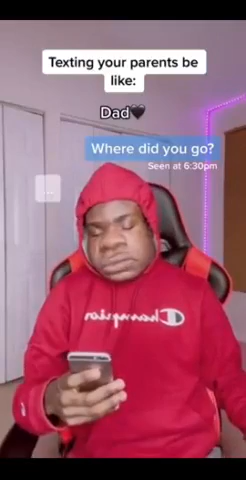 Texting your parents be
like:
Dad🖤
Where did you go?
Seen at 6:30pm
...
Champion